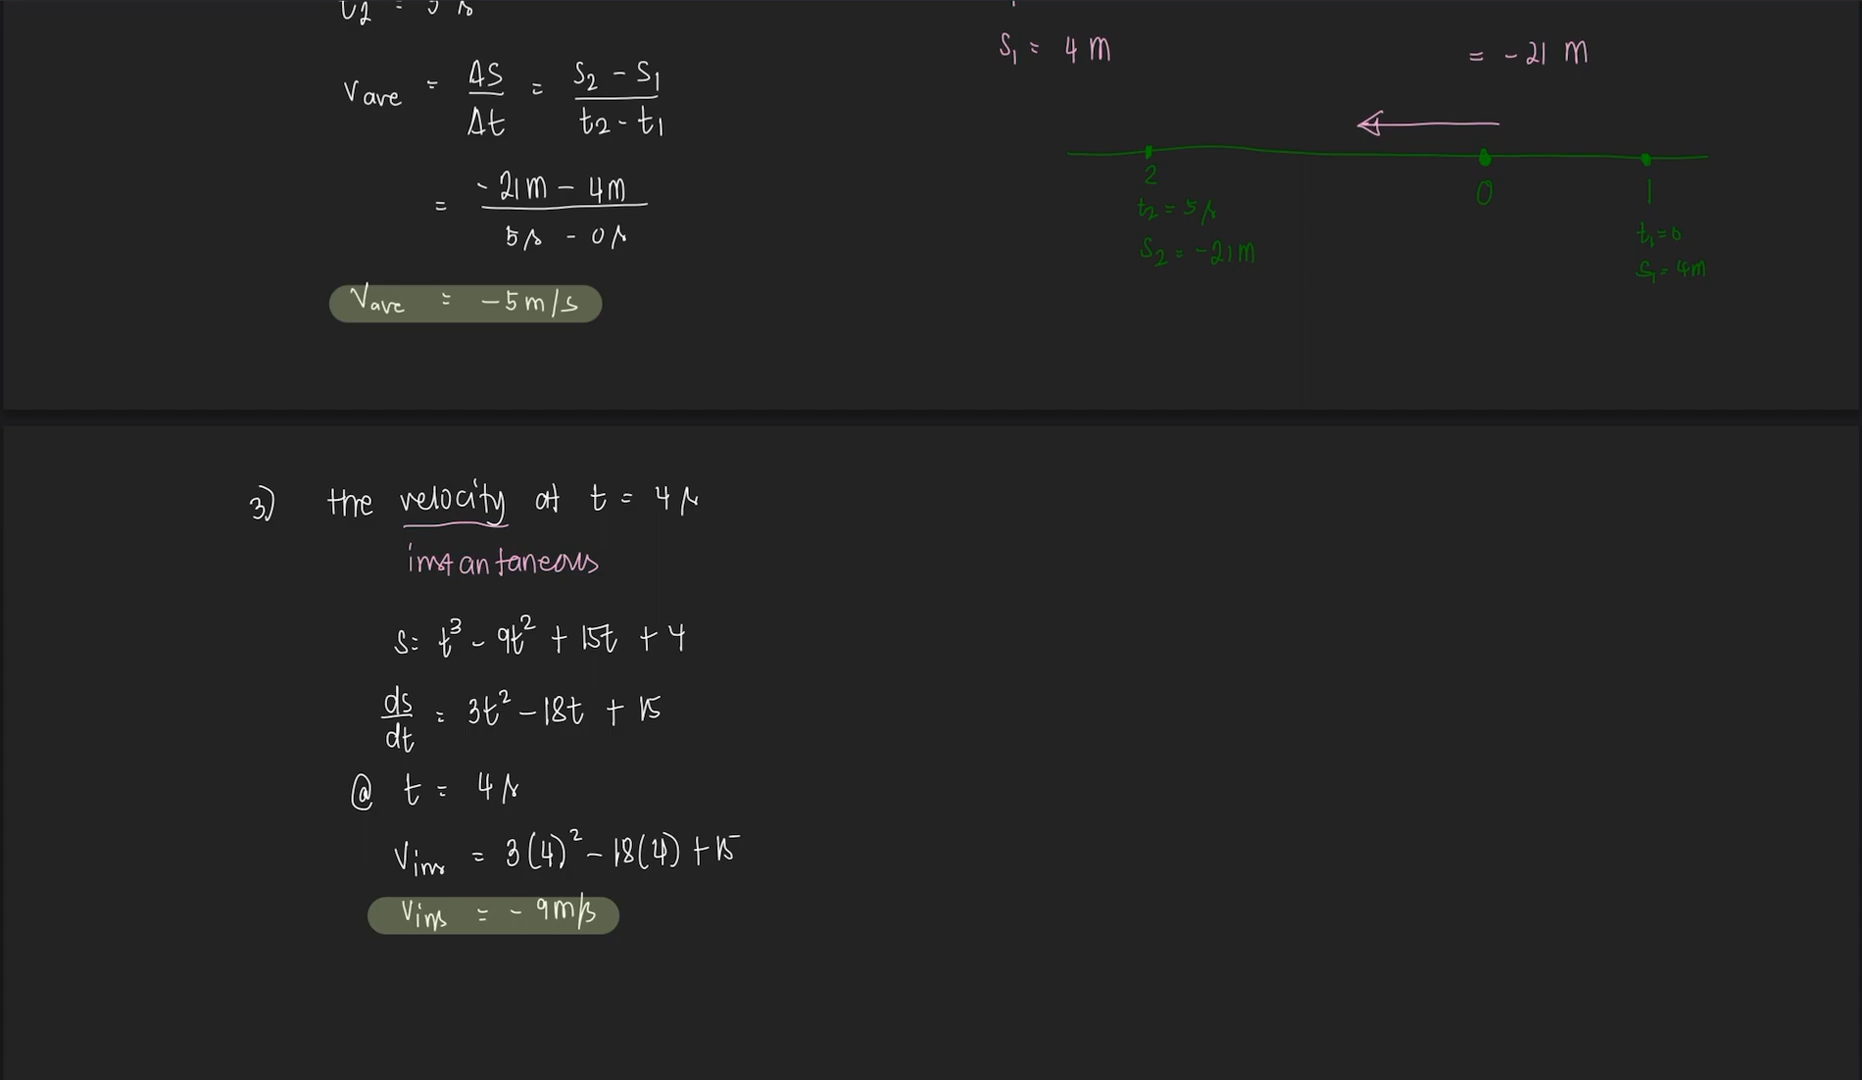 t2 = 5 s
Vave = ΔS/Δt = (S2 - S1)/(t2 - t1)
= (-21m - 4m)/(5s - 0s)
Vave = -5m/s
S1 = 4 m
= -21 m
2
0
1
t2 = 5s
S2 = -21m
t1 = 0
S1 = 4m
3) the velocity at t = 4s
instantaneous
s = t³ - 9t² + 15t + 4
ds/dt = 3t² - 18t + 15
@ t = 4s
Vins = 3(4)² - 18(4) + 15
Vins = -9m/s